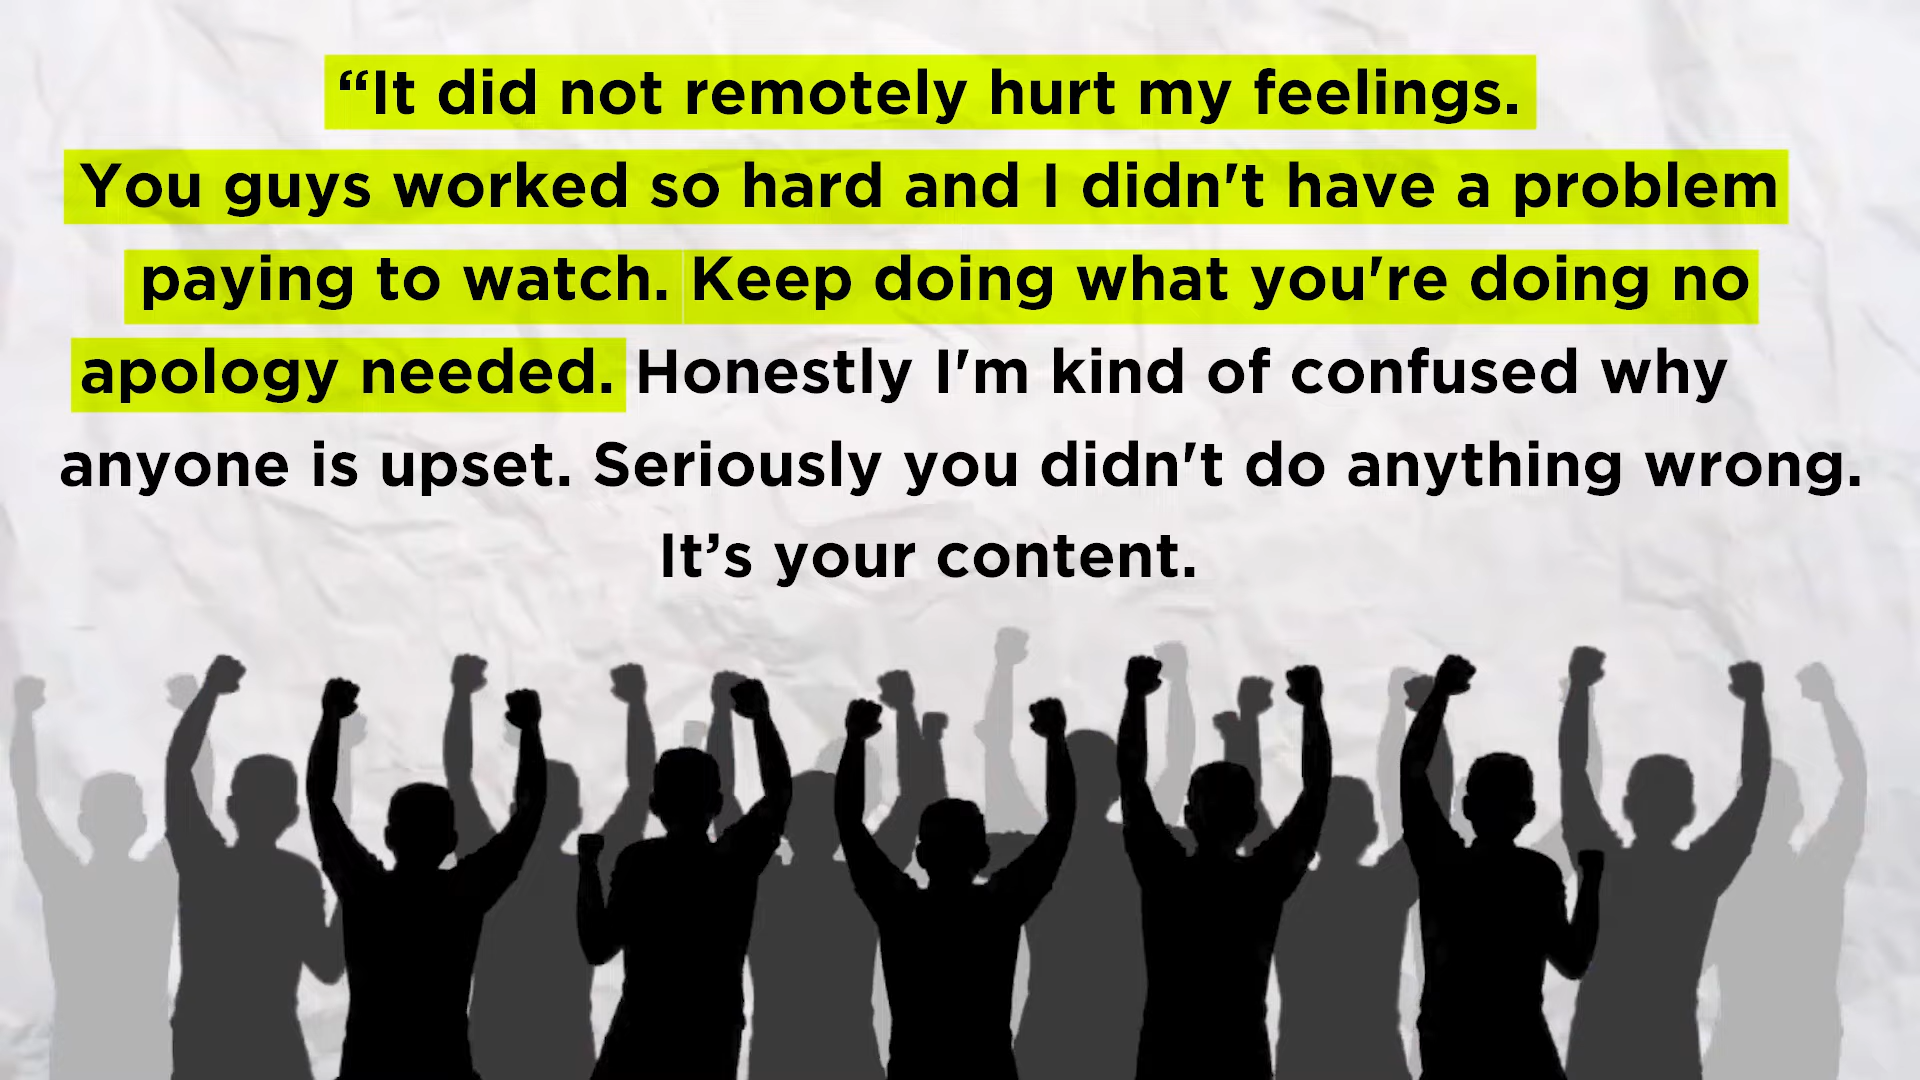 “It did not remotely hurt my feelings.
You guys worked so hard and I didn't have a problem
paying to watch. Keep doing what you're doing no
apology needed. Honestly I'm kind of confused why
anyone is upset. Seriously you didn't do anything wrong.
It’s your content.